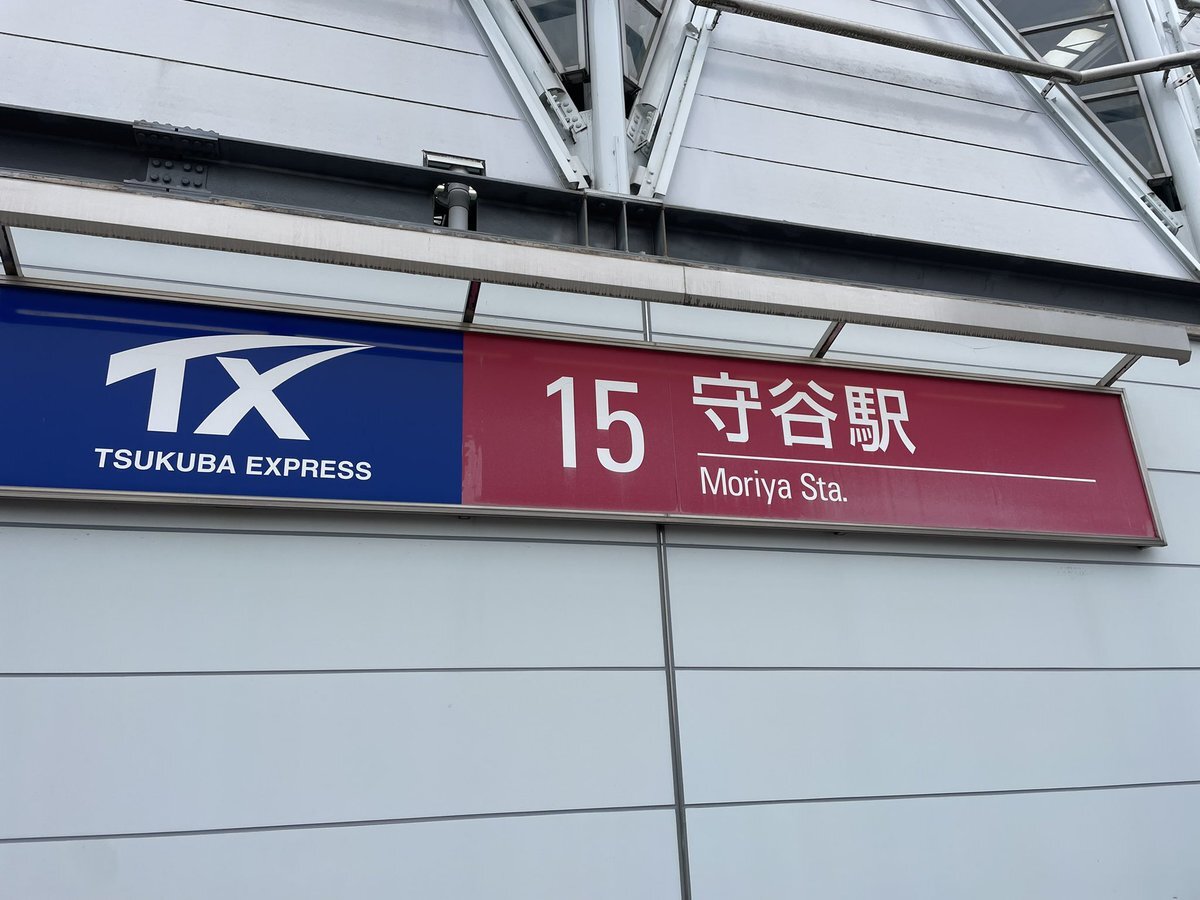 TX
TSUKUBA EXPRESS
15
守谷駅
Moriya Sta.